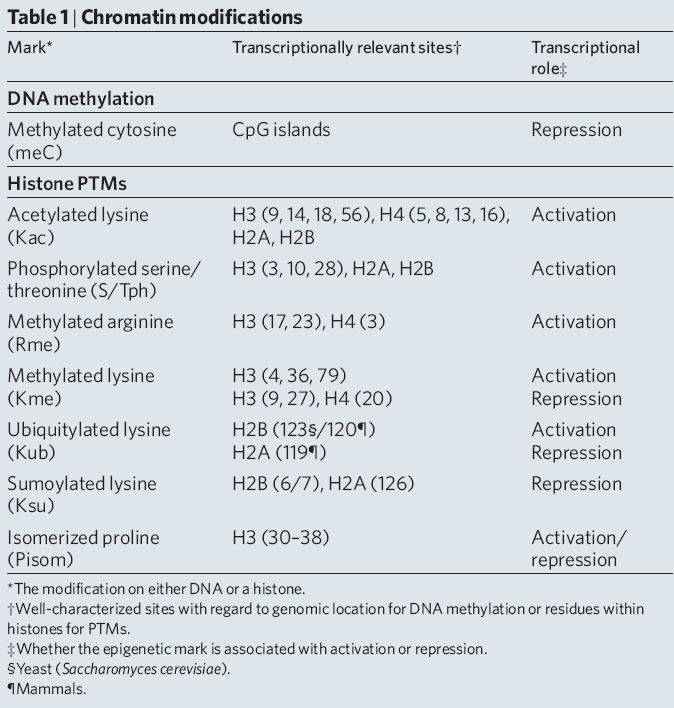 Table 1 | Chromatin modifications
Mark* Transcriptionally relevant sites† Transcriptional
role‡
DNA methylation
Methylated cytosine CpG islands Repression
(meC)
Histone PTMs
Acetylated lysine H3 (9, 14, 18, 56), H4 (5, 8, 13, 16), Activation
(Kac) H2A, H2B
Phosphorylated serine/ H3 (3, 10, 28), H2A, H2B Activation
threonine (S/Tph)
Methylated arginine H3 (17, 23), H4 (3) Activation
(Rme)
Methylated lysine H3 (4, 36, 79) Activation
(Kme) H3 (9, 27), H4 (20) Repression
Ubiquitylated lysine H2B (123§/120¶) Activation
(Kub) H2A (119¶) Repression
Sumoylated lysine H2B (6/7), H2A (126) Repression
(Ksu)
Isomerized proline H3 (30–38) Activation/
(Pisom) repression
*The modification on either DNA or a histone.
†Well-characterized sites with regard to genomic location for DNA methylation or residues within
histones for PTMs.
‡Whether the epigenetic mark is associated with activation or repression.
§Yeast (Saccharomyces cerevisiae).
¶Mammals.